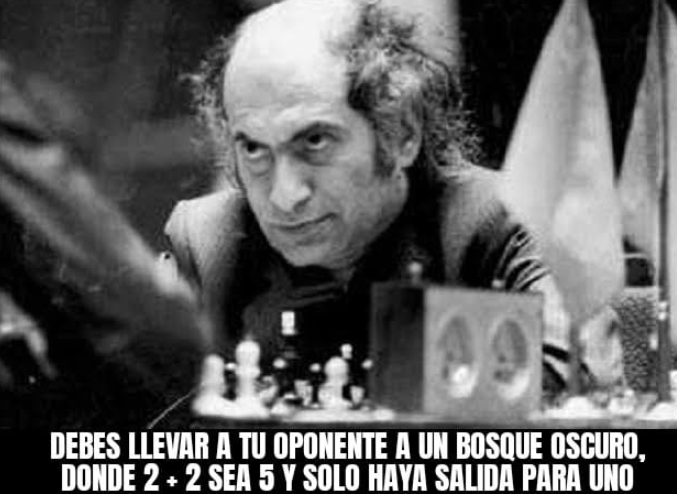 DEBES LLEVAR A TU OPONENTE A UN BOSQUE OSCURO,
DONDE 2 + 2 SEA 5 Y SOLO HAYA SALIDA PARA UNO